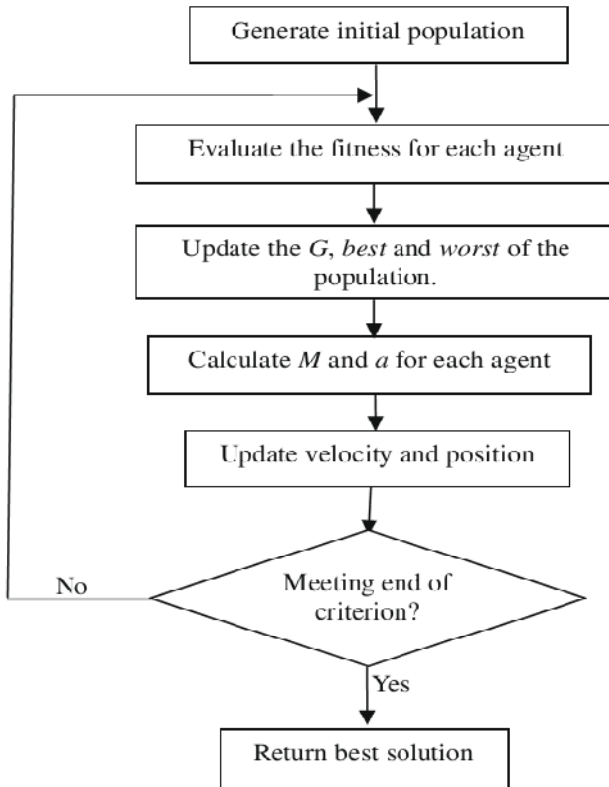 Generate initial population
Evaluate the fitness for each agent
Update the G, best and worst of the
population.
Calculate M and a for each agent
Update velocity and position
Meeting end of
criterion?
No
Yes
Return best solution